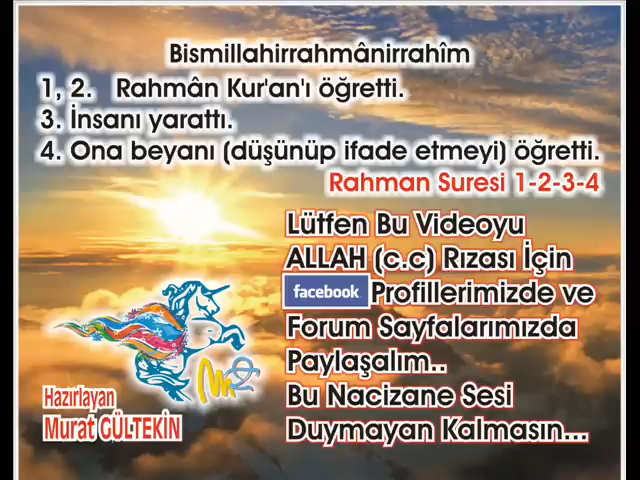 Bismillahirrahmânirrahîm
1, 2. Rahmân Kur'an'ı öğretti.
3. İnsanı yarattı.
4. Ona beyanı (düşünüp ifade etmeyi) öğretti.
Rahman Suresi 1-2-3-4
Lütfen Bu Videoyu
ALLAH (c.c) Rızası İçin
facebook Profillerimizde ve
Forum Sayfalarımızda
Paylaşalım..
Bu Nacizane Sesi
Duymayan Kalmasın...
Hazırlayan
Murat GÜLTEKİN